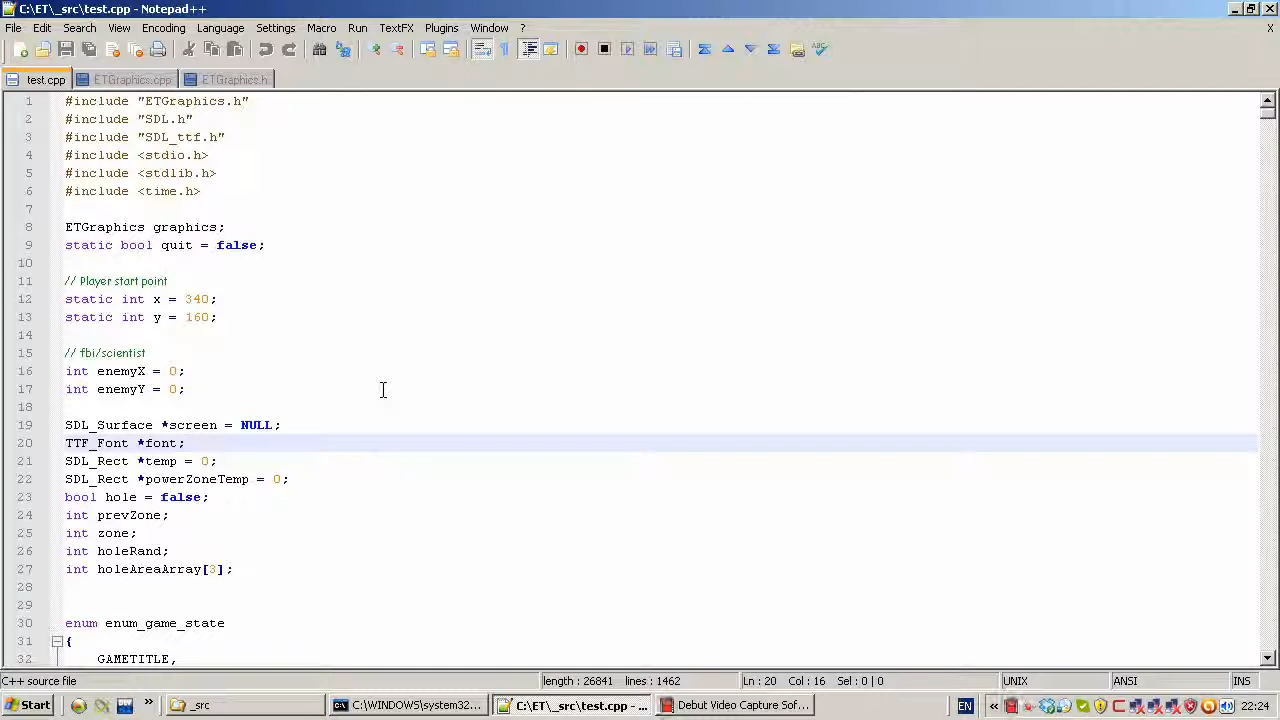 C:\ET\_src\test.cpp - Notepad++
File Edit Search View Encoding Language Settings Macro Run TextFX Plugins Window ? X
test.cpp ETGraphics.cpp ETGraphics.h
1 #include "ETGraphics.h"
2 #include "SDL.h"
3 #include "SDL_ttf.h"
4 #include <stdio.h>
5 #include <stdlib.h>
6 #include <time.h>
7
8 ETGraphics graphics;
9 static bool quit = false;
10
11 // Player start point
12 static int x = 340;
13 static int y = 160;
14
15 // fbi/scientist
16 int enemyX = 0;
17 int enemyY = 0;
18
19 SDL_Surface *screen = NULL;
20 TTF_Font *font;
21 SDL_Rect *temp = 0;
22 SDL_Rect *powerZoneTemp = 0;
23 bool hole = false;
24 int prevZone;
25 int zone;
26 int holeRand;
27 int holeAreaArray[3];
28
29
30 enum enum_game_state
31 {
32 GAMETITLE,
C++ source file length : 26841 lines : 1462 Ln : 20 Col : 16 Sel : 0 | 0 UNIX ANSI INS
Start » _src C:\WINDOWS\system32... C:\ET\_src\test.cpp - ... Debut Video Capture Sof... EN « 22:24